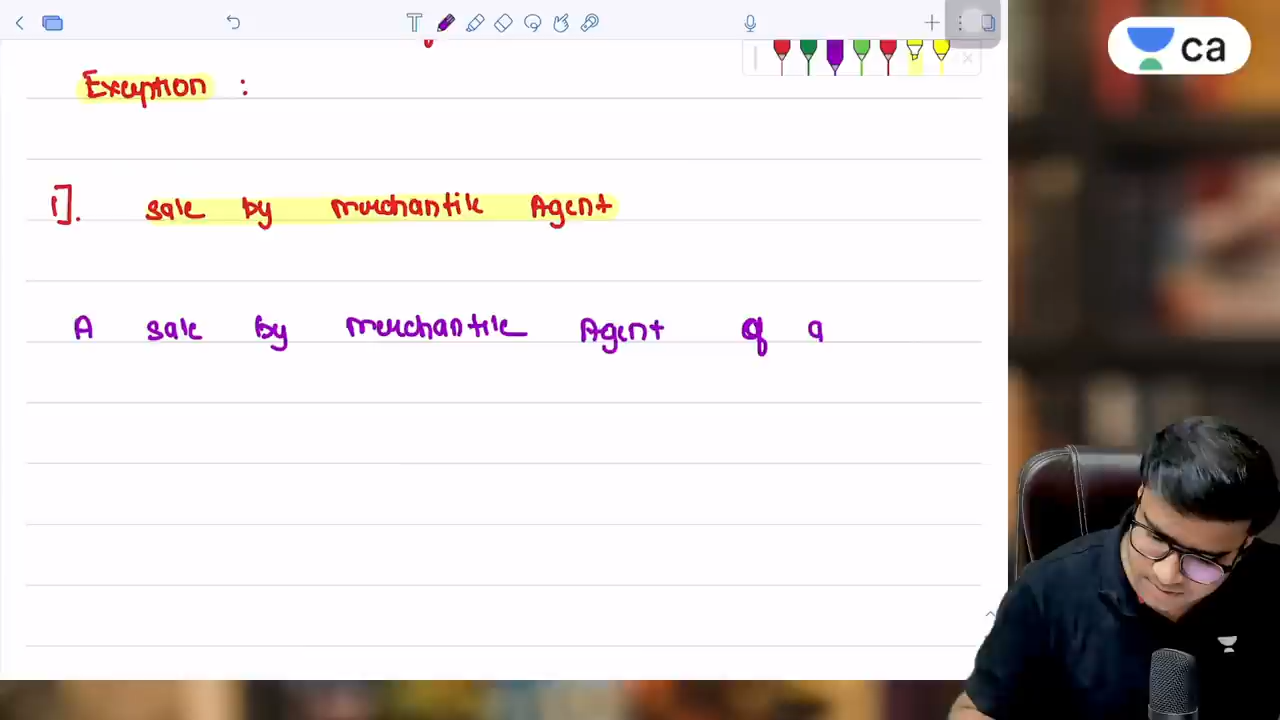 ca
Exception :
1]. sale by merchantile Agent
A sale by merchantile Agent of a